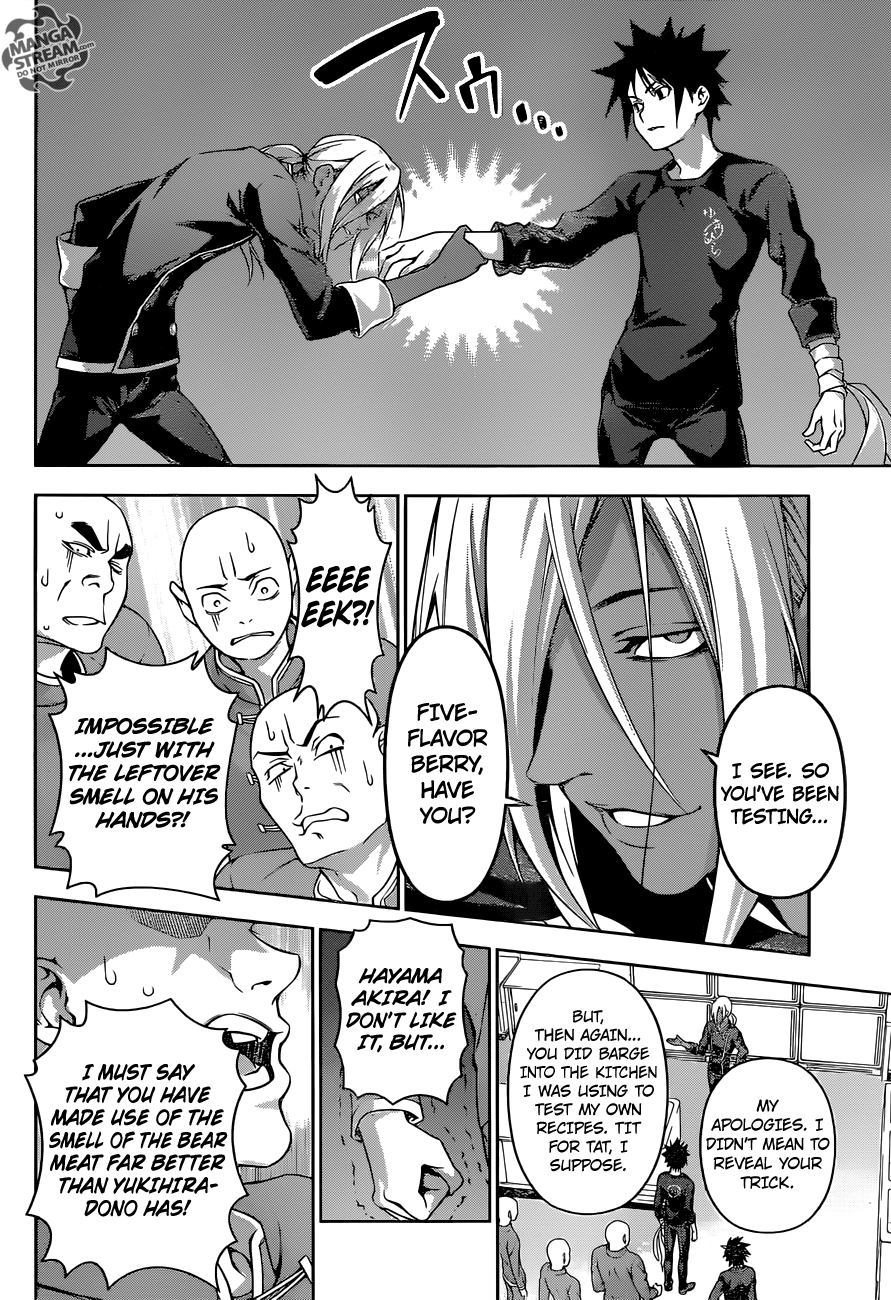 MANGA
STREAM.com
DO NOT MIRROR
スゥ...
I SEE. SO
YOU'VE BEEN
TESTING...
FIVE-
FLAVOR
BERRY,
HAVE
YOU?
EEEE
EEK?!
IMPOSSIBLE
...JUST WITH
THE LEFTOVER
SMELL ON HIS
HANDS?!
MY
APOLOGIES. I
DIDN'T MEAN TO
REVEAL YOUR
TRICK.
BUT,
THEN AGAIN...
YOU DID BARGE
INTO THE KITCHEN
I WAS USING TO
TEST MY OWN
RECIPES. TIT
FOR TAT, I
SUPPOSE.
HAYAMA
AKIRA! I
DON'T LIKE
IT, BUT...
I MUST SAY
THAT YOU HAVE
MADE USE OF THE
SMELL OF THE BEAR
MEAT FAR BETTER
THAN YUKIHIRA-
DONO HAS!